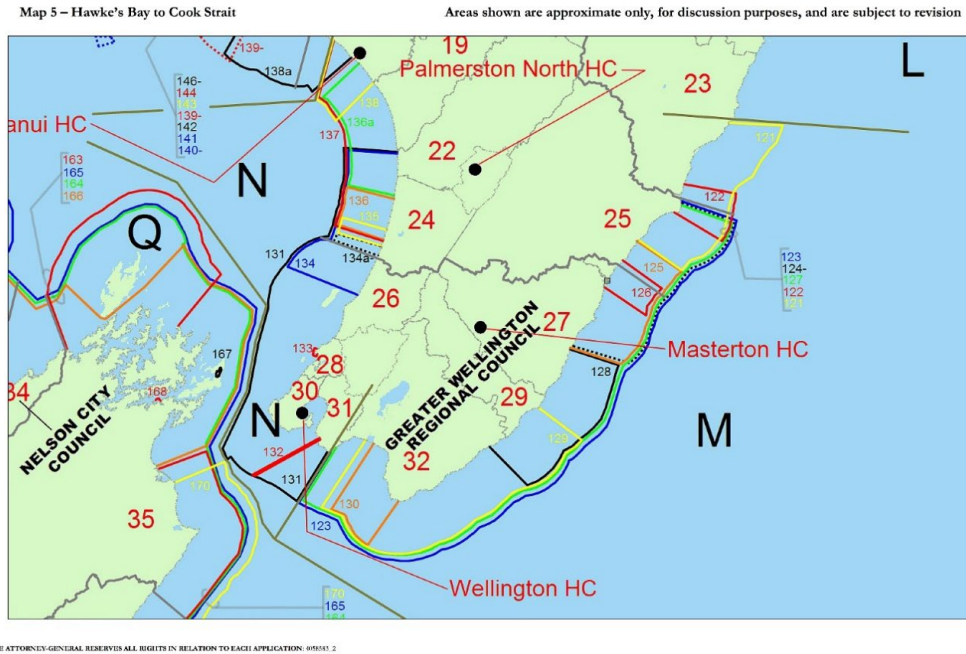 Map 5 – Hawke's Bay to Cook Strait
Areas shown are approximate only, for discussion purposes, and are subject to revision
139-
138a
19
Palmerston North HC
23
L
146-
144
143
139-
142
141
140-
anui HC
138
136a
137
121
163
165
164
166
N
22
136
135
24
122
25
Q
131
134
134a-
123
124-
127
122
121
125
126
26
27
133
28
167
GREATER WELLINGTON
REGIONAL COUNCIL
Masterton HC
128
34
168
NELSON CITY
COUNCIL
30
31
N
29
M
129
132
32
170
131
130
35
123
Wellington HC
170
165
164
E ATTORNEY-GENERAL RESERVES ALL RIGHTS IN RELATION TO EACH APPLICATION: